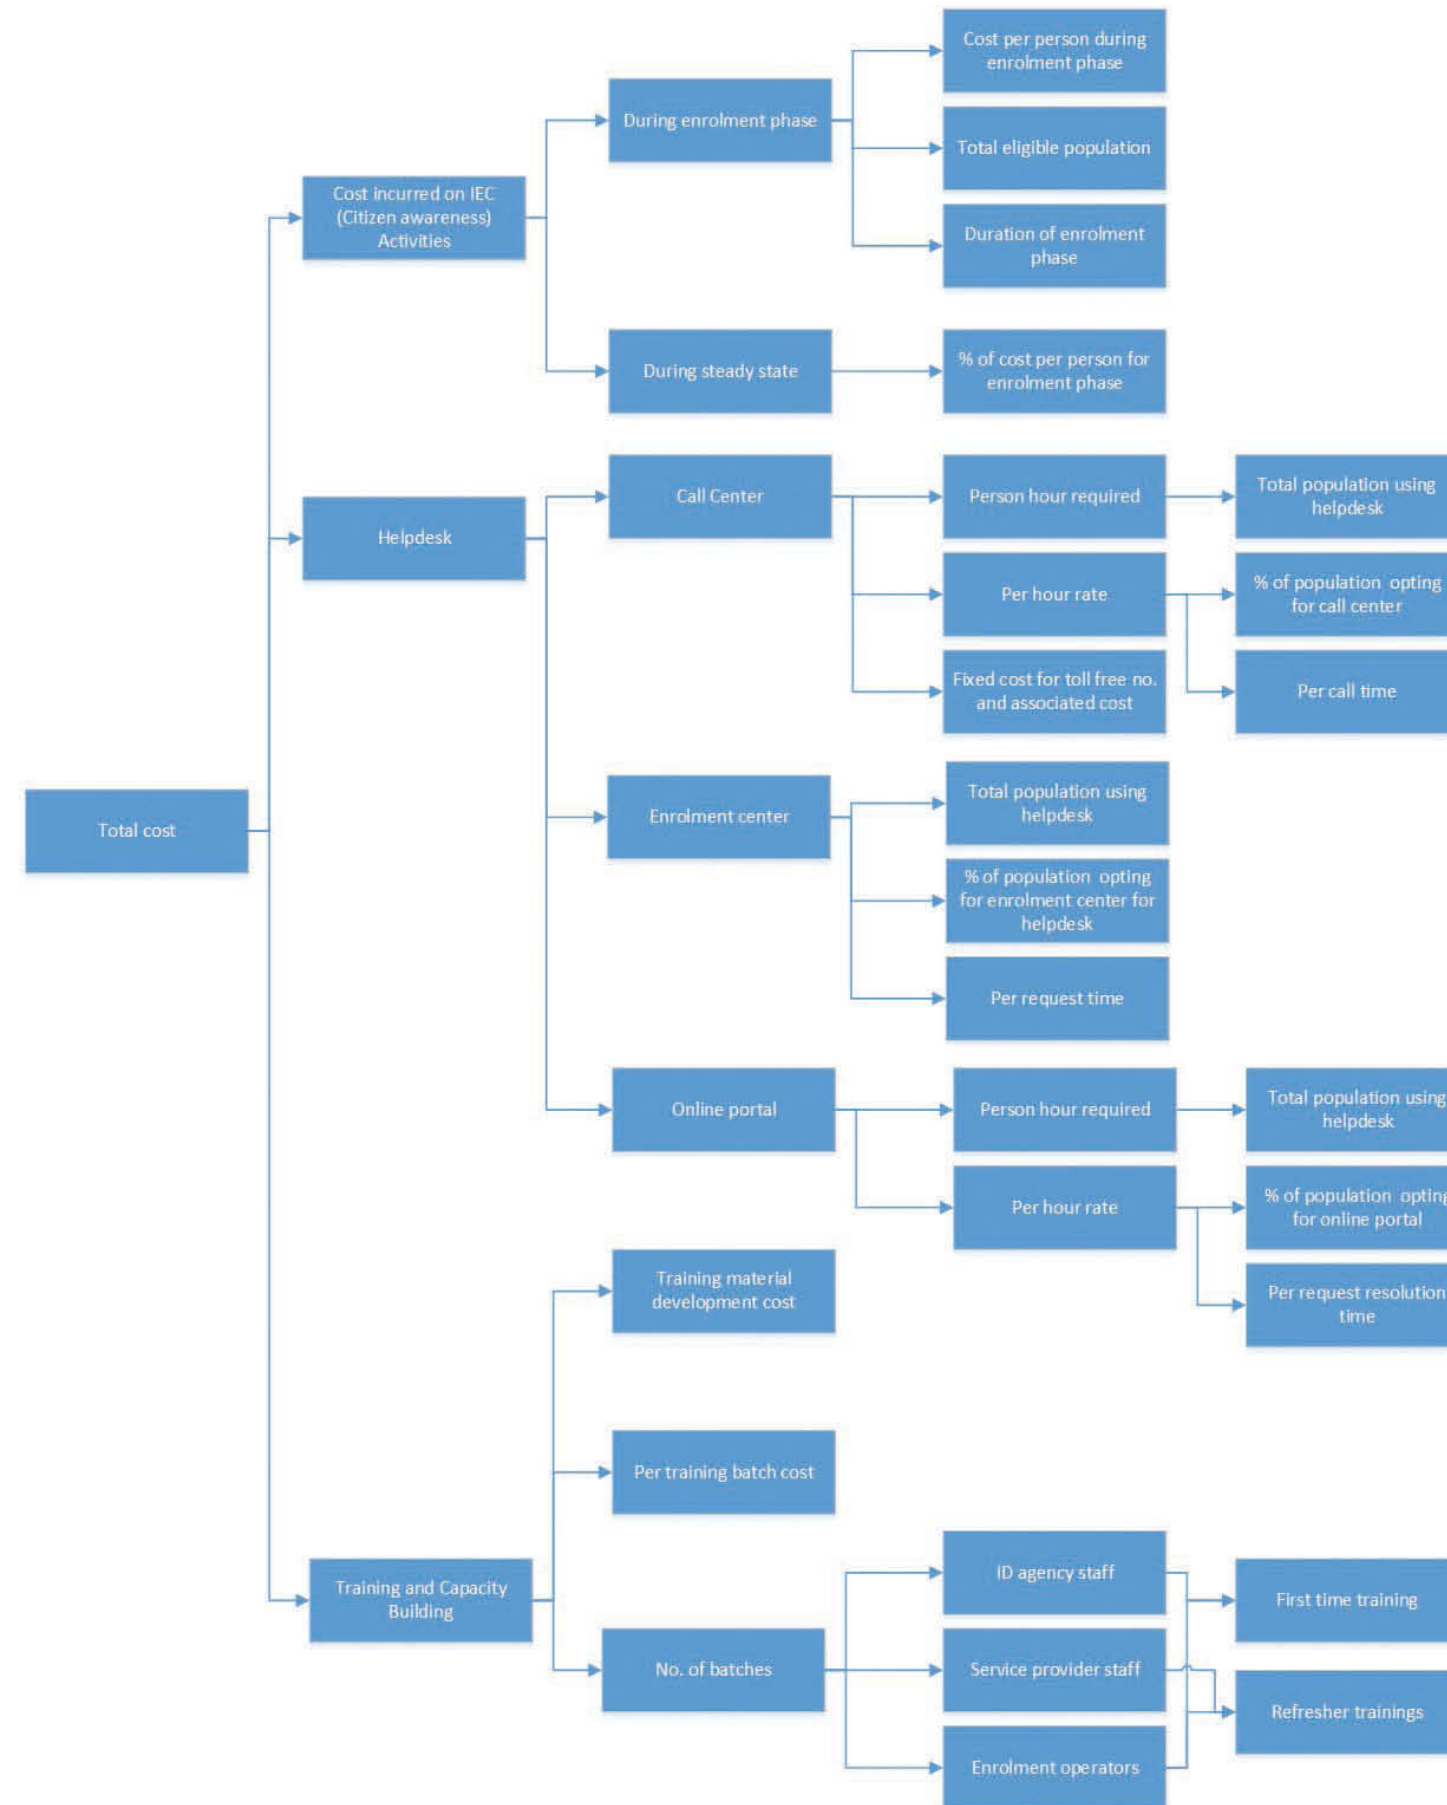 Cost per person during
enrolment phase
During enrolment phase
Total eligible population
Cost incurred on IEC
(Citizen awareness)
Activities
Duration of enrolment
phase
During steady state
% of cost per person for
enrolment phase
Helpdesk
Call Center
Person hour required
Total population using
helpdesk
Per hour rate
% of population opting
for call center
Fixed cost for toll free no.
and associated cost
Per call time
Total cost
Enrolment center
Total population using
helpdesk
% of population opting
for enrolment center for
helpdesk
Per request time
Online portal
Person hour required
Total population using
helpdesk
Per hour rate
% of population opting
for online portal
Per request resolution
time
Training material
development cost
Per training batch cost
Training and Capacity
Building
No. of batches
ID agency staff
First time training
Service provider staff
Refresher trainings
Enrolment operators